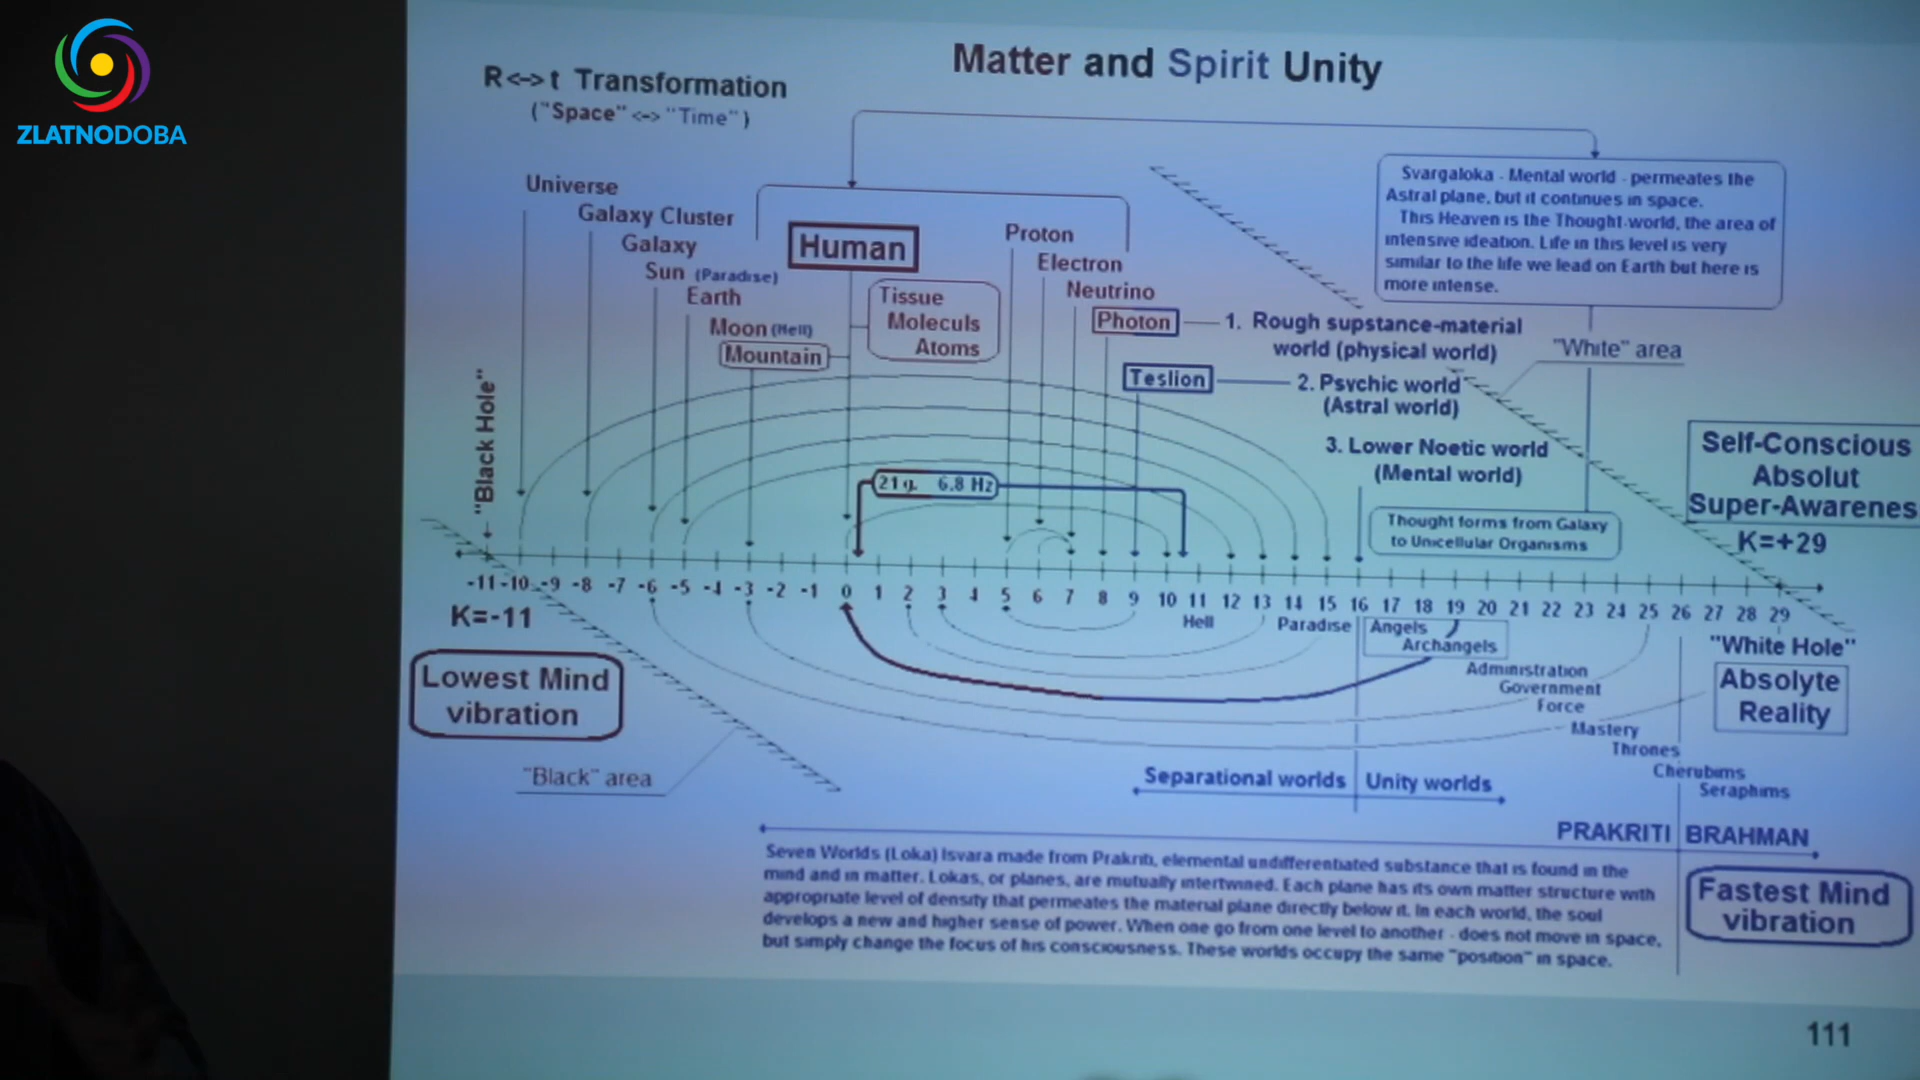 ZLATNODOBA
Matter and Spirit Unity
R<->t Transformation
("Space" <-> "Time")
Universe
Galaxy Cluster
Galaxy
Sun (Paradise)
Earth
Moon (Hell)
Mountain
Human
Tissue
Moleculs
Atoms
Proton
Electron
Neutrino
Photon
Teslion
1. Rough supstance-material
world (physical world)
2. Psychic world
(Astral world)
3. Lower Noetic world
(Mental world)
Svargaloka - Mental world - permeates the
Astral plane, but it continues in space.
This Heaven is the Thought-world, the area of
intensive ideation. Life in this level is very
similar to the life we lead on Earth but here is
more intense.
"White" area
Thought forms from Galaxy
to Unicellular Organisms
Self-Conscious
Absolut
Super-Awarenes
K=+29
"Black Hole"
21 g. 6.8 Hz
-11 -10 -9 -8 -7 -6 -5 -4 -3 -2 -1 0 1 2 3 4 5 6 7 8 9 10 11 12 13 14 15 16 17 18 19 20 21 22 23 24 25 26 27 28 29
K=-11
Hell
Paradise
Angels
Archangels
Administration
Government
Force
Mastery
Thrones
Cherubims
Seraphims
"White Hole"
Absolyte
Reality
Lowest Mind
vibration
"Black" area
Separational worlds
Unity worlds
PRAKRITI
BRAHMAN
Seven Worlds (Loka) Isvara made from Prakriti, elemental undifferentiated substance that is found in the
mind and in matter. Lokas, or planes, are mutually intertwined. Each plane has its own matter structure with
appropriate level of density that permeates the material plane directly below it. In each world, the soul
develops a new and higher sense of power. When one go from one level to another - does not move in space,
but simply change the focus of his consciousness. These worlds occupy the same "position" in space.
Fastest Mind
vibration
111